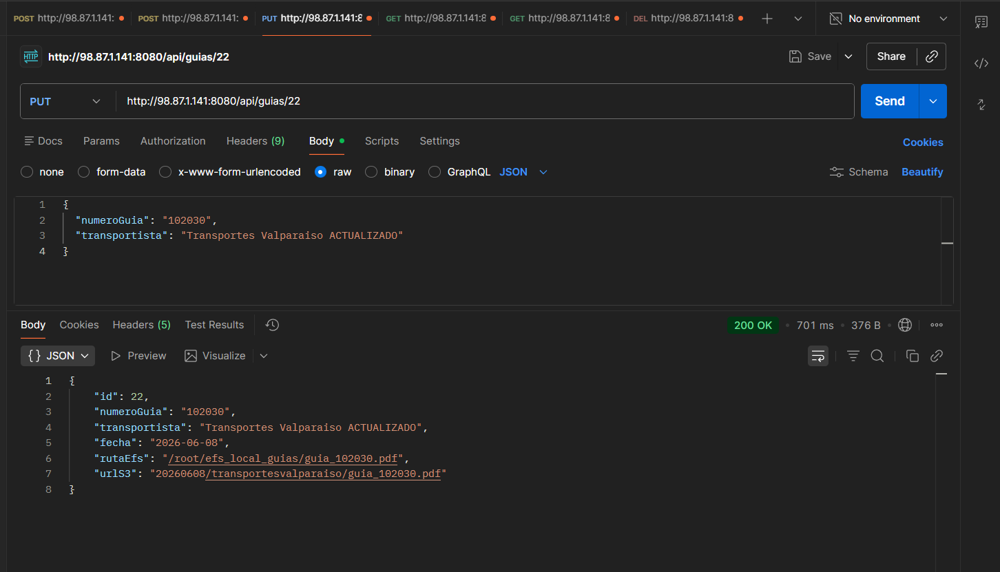 POST http://98.87.1.141: POST http://98.87.1.141: PUT http://98.87.1.141:8 GET http://98.87.1.141:8 GET http://98.87.1.141:8 DEL http://98.87.1.141:8 No environment
HTTP http://98.87.1.141:8080/api/guias/22 Save Share
PUT http://98.87.1.141:8080/api/guias/22 Send
Docs Params Authorization Headers (9) Body Scripts Settings Cookies
none form-data x-www-form-urlencoded raw binary GraphQL JSON Schema Beautify
1 {
2 "numeroGuia": "102030",
3 "transportista": "Transportes Valparaiso ACTUALIZADO"
4 }
Body Cookies Headers (5) Test Results 200 OK • 701 ms • 376 B •
{} JSON Preview Visualize
1 {
2 "id": 22,
3 "numeroGuia": "102030",
4 "transportista": "Transportes Valparaiso ACTUALIZADO",
5 "fecha": "2026-06-08",
6 "rutaEfs": "/root/efs_local_guias/guia_102030.pdf",
7 "urlS3": "20260608/transportesvalparaiso/guia_102030.pdf"
8 }